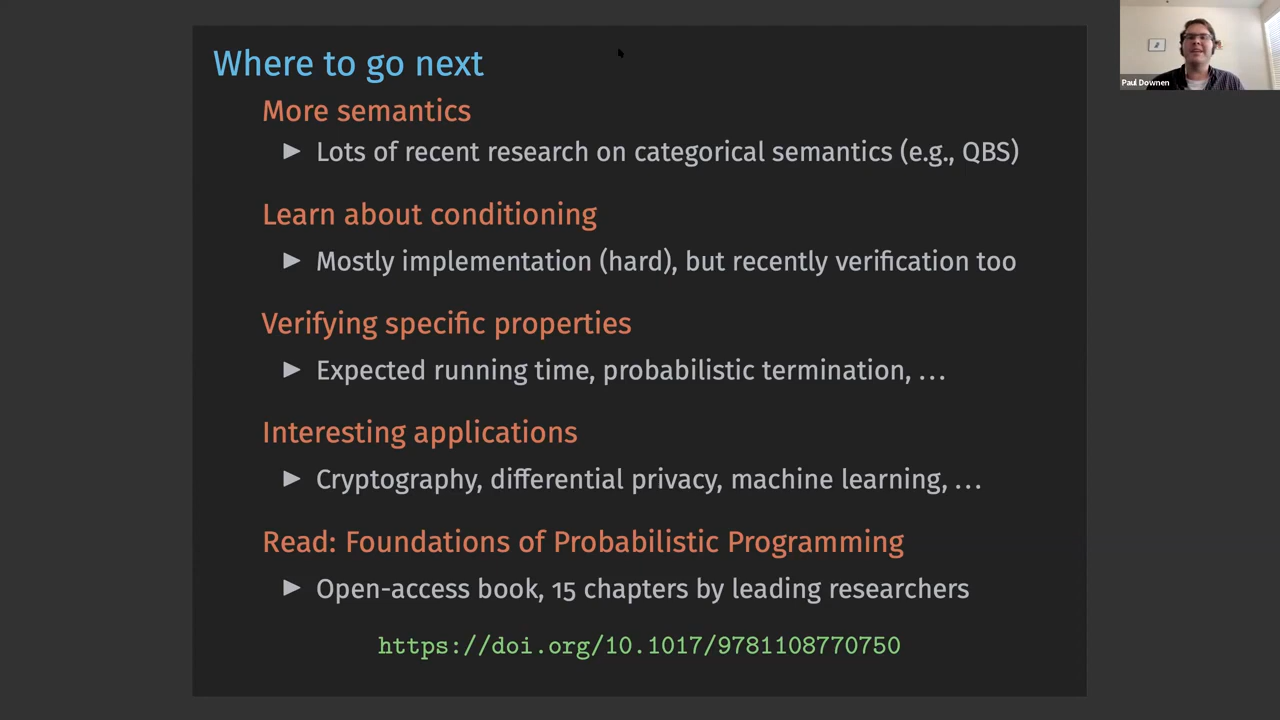 Where to go next
More semantics
▶ Lots of recent research on categorical semantics (e.g., QBS)
Learn about conditioning
▶ Mostly implementation (hard), but recently verification too
Verifying specific properties
▶ Expected running time, probabilistic termination, ...
Interesting applications
▶ Cryptography, differential privacy, machine learning, ...
Read: Foundations of Probabilistic Programming
▶ Open-access book, 15 chapters by leading researchers
https://doi.org/10.1017/9781108770750
Paul Downen